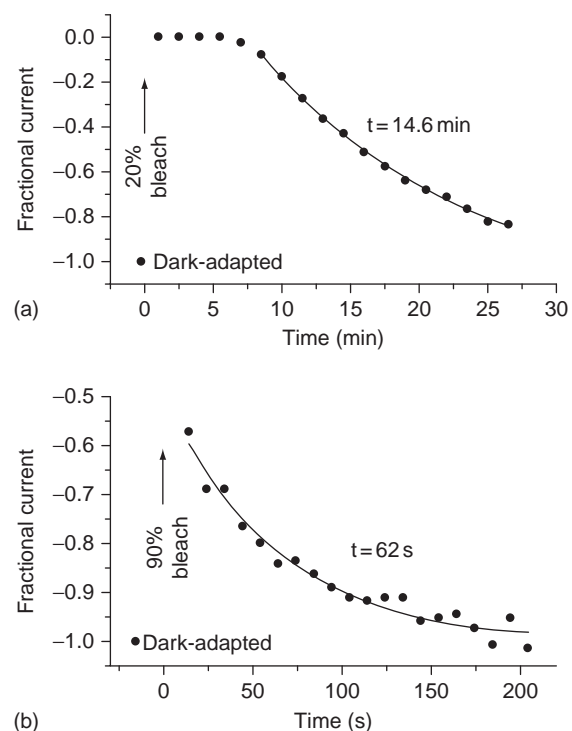 0.0
−0.2
−0.4
−0.6
−0.8
−1.0
Fractional current
20%
bleach
t = 14.6 min
Dark-adapted
0 5 10 15 20 25 30
(a)
Time (min)
−0.5
−0.6
−0.7
−0.8
−0.9
−1.0
Fractional current
90%
bleach
t = 62 s
Dark-adapted
0 50 100 150 200
(b)
Time (s)